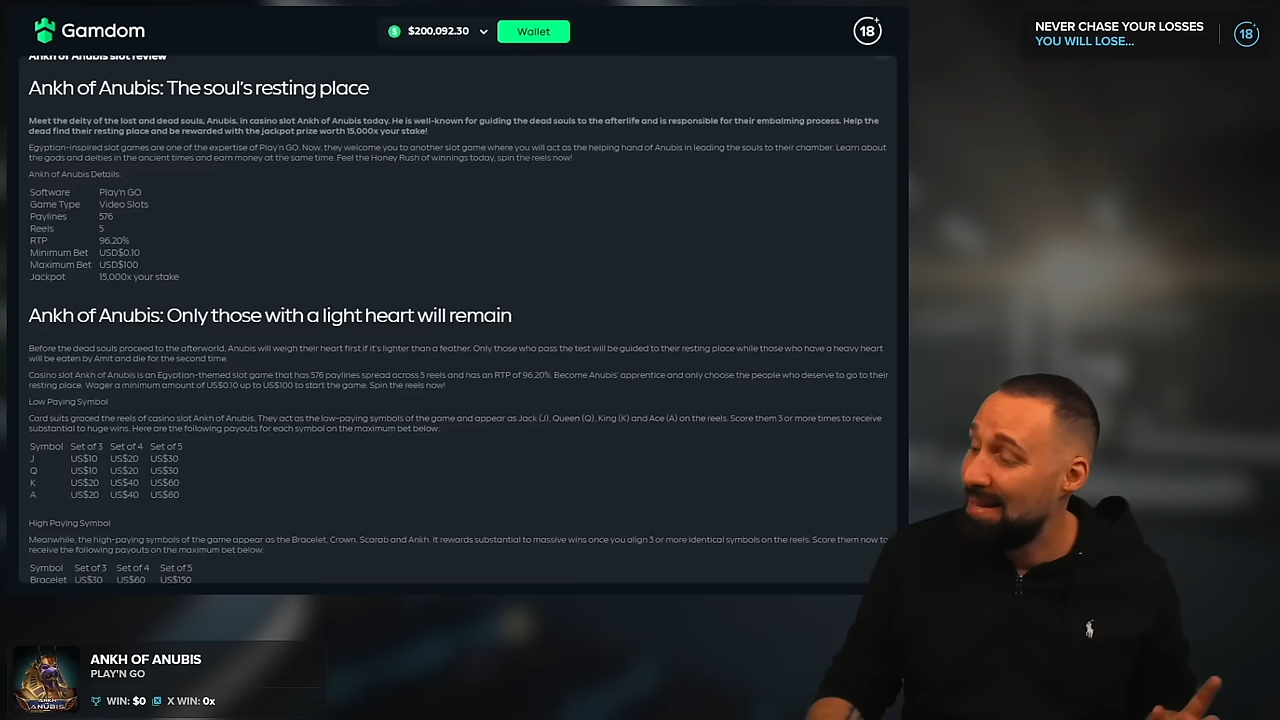 Gamdom
$200,092.30
Wallet
18+
NEVER CHASE YOUR LOSSES
YOU WILL LOSE...
18+
Ankh of Anubis slot review
Ankh of Anubis: The soul's resting place
Meet the deity of the lost and dead souls, Anubis, in casino slot Ankh of Anubis today. He is well-known for guiding the dead souls to the afterlife and is responsible for their embalming process. Help the
dead find their resting place and be rewarded with the jackpot prize worth 15,000x your stake!
Egyptian-inspired slot games are one of the expertise of Play'n GO. Now, they welcome you to another slot game where you will act as the helping hand of Anubis in leading the souls to their chamber. Learn about
the gods and deities in the ancient times and earn money at the same time. Feel the Honey Rush of winnings today, spin the reels now!
Ankh of Anubis Details:
Software Play'n GO
Game Type Video Slots
Paylines 576
Reels 5
RTP 96.20%
Minimum Bet USD$0.10
Maximum Bet USD$100
Jackpot 15,000x your stake
Ankh of Anubis: Only those with a light heart will remain
Before the dead souls proceed to the afterworld, Anubis will weigh their heart first if it's lighter than a feather. Only those who pass the test will be guided to their resting place while those who have a heavy heart
will be eaten by Amit and die for the second time.
Casino slot Ankh of Anubis is an Egyptian-themed slot game that has 576 paylines spread across 5 reels and has an RTP of 96.20%. Become Anubis' apprentice and only choose the people who deserve to go to their
resting place. Wager a minimum amount of US$0.10 up to US$100 to start the game. Spin the reels now!
Low Paying Symbol
Card suits graced the reels of casino slot Ankh of Anubis. They act as the low-paying symbols of the game and appear as Jack (J), Queen (Q), King (K) and Ace (A) on the reels. Score them 3 or more times to receive
substantial to huge wins. Here are the following payouts for each symbol on the maximum bet below:
Symbol Set of 3 Set of 4 Set of 5
J US$10 US$20 US$30
Q US$10 US$20 US$30
K US$20 US$40 US$60
A US$20 US$40 US$60
High Paying Symbol
Meanwhile, the high-paying symbols of the game appear as the Bracelet, Crown, Scarab and Ankh. It rewards substantial to massive wins once you align 3 or more identical symbols on the reels. Score them now to
receive the following payouts on the maximum bet below:
Symbol Set of 3 Set of 4 Set of 5
Bracelet US$30 US$60 US$150
ANKH OF ANUBIS
ANKH OF ANUBIS
PLAY'N GO
WIN: $0 X WIN: 0x